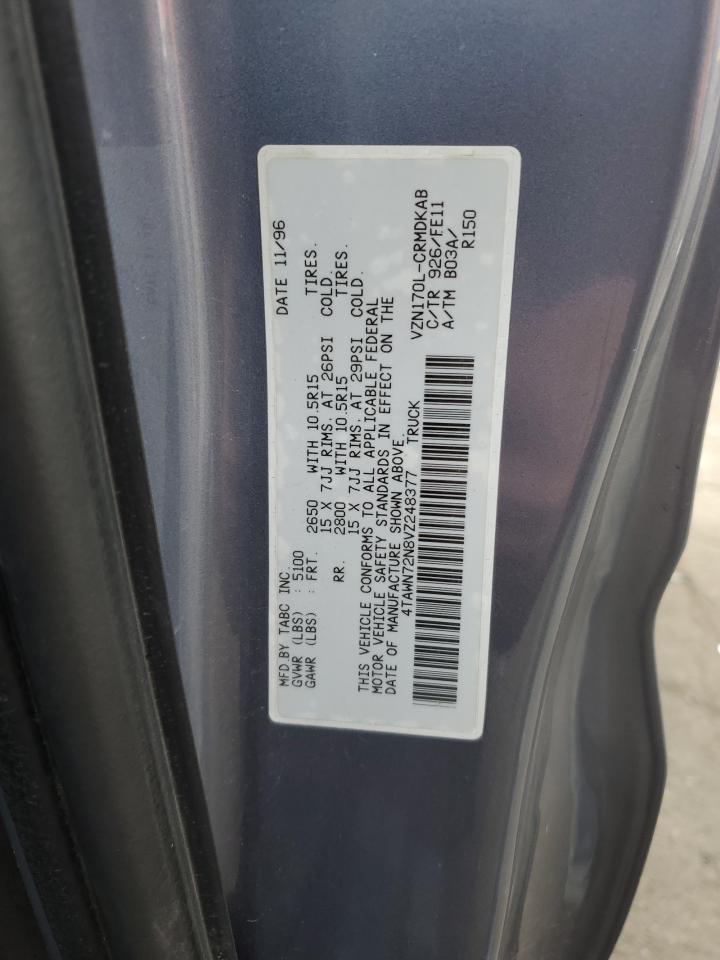 MFD.BY TABC INC. DATE 11/96
GVWR (LBS) : 5100
GAWR (LBS) : FRT. 2650 WITH 10.5R15 TIRES.
15 X 7JJ RIMS. AT 26PSI COLD.
RR. 2800 WITH 10.5R15 TIRES.
15 X 7JJ RIMS. AT 29PSI COLD.
THIS VEHICLE CONFORMS TO ALL APPLICABLE FEDERAL
MOTOR VEHICLE SAFETY STANDARDS IN EFFECT ON THE
DATE OF MANUFACTURE SHOWN ABOVE.
4TAWN72N8VZ248377 TRUCK
VZN170L-CRMDKAB
C/TR 926/FE11
A/TM B03A/
R150